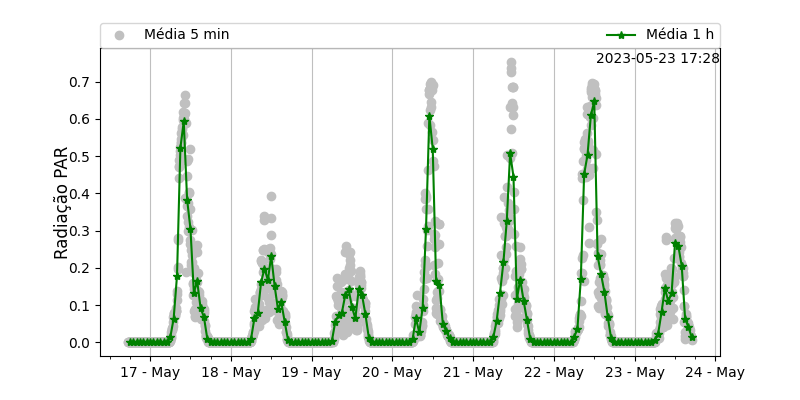 Média 5 min
Média 1 h
2023-05-23 17:28
Radiação PAR
0.7
0.6
0.5
0.4
0.3
0.2
0.1
0.0
17 - May
18 - May
19 - May
20 - May
21 - May
22 - May
23 - May
24 - May